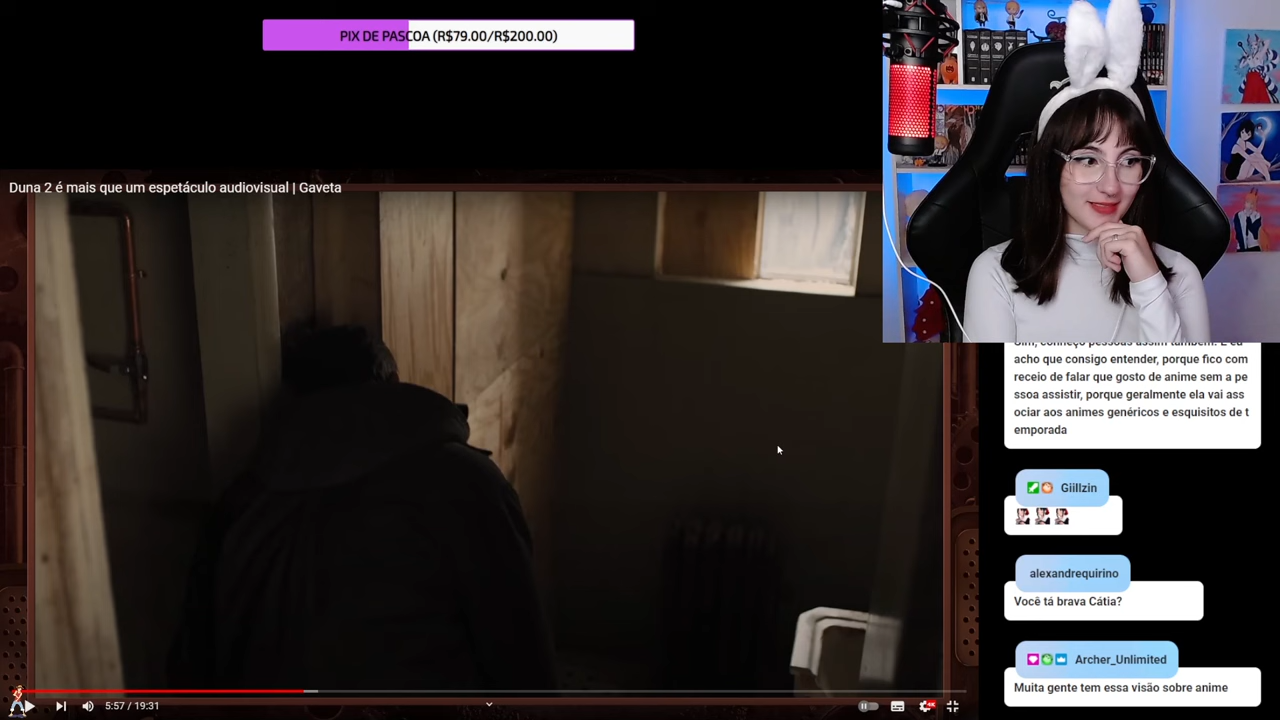 PIX DE PASCOA (R$79.00/R$200.00)
Duna 2 é mais que um espetáculo audiovisual | Gaveta
acho que consigo entender, porque fico com
receio de falar que gosto de anime sem a pe
ssoa assistir, porque geralmente ela vai ass
ociar aos animes genéricos e esquisitos de t
emporada
Giillzin
alexandrequirino
Você tá brava Cátia?
Archer_Unlimited
Muita gente tem essa visão sobre anime
5:57 / 19:31
4K